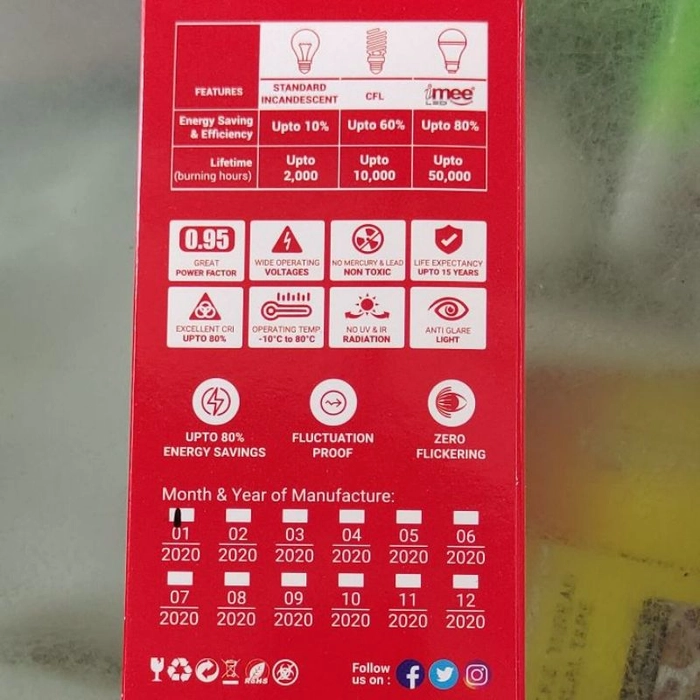 FEATURES
STANDARD
INCANDESCENT
CFL
imee
LED
Energy Saving
& Efficiency
Upto 10%
Upto 60%
Upto 80%
Lifetime
(burning hours)
Upto
2,000
Upto
10,000
Upto
50,000
0.95
GREAT
POWER FACTOR
WIDE OPERATING
VOLTAGES
NO MERCURY & LEAD
NON TOXIC
LIFE EXPECTANCY
UPTO 15 YEARS
EXCELLENT CRI
UPTO 80%
OPERATING TEMP.
-10°C to 80°C
NO UV & IR
RADIATION
ANTI GLARE
LIGHT
UPTO 80%
ENERGY SAVINGS
FLUCTUATION
PROOF
ZERO
FLICKERING
Month & Year of Manufacture:
01 02 03 04 05 06
2020 2020 2020 2020 2020 2020
07 08 09 10 11 12
2020 2020 2020 2020 2020 2020
RoHS
Follow
us on :